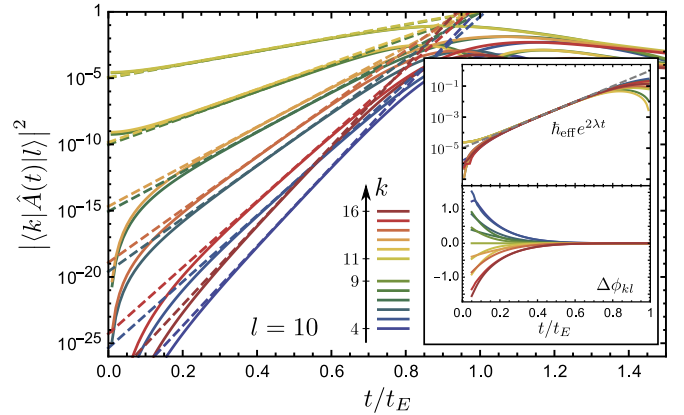 |⟨k|Â(t)|l⟩|²
1
10⁻⁵
10⁻¹⁰
10⁻¹⁵
10⁻²⁰
10⁻²⁵
0.0 0.2 0.4 0.6 0.8 1.0 1.2 1.4
t/t_E
l = 10
k
16
11
9
4
10⁻¹
10⁻³
10⁻⁵
ℏ_eff e^{2λt}
1.0
0.0
-1.0
Δϕ_{kl}
0 0.2 0.4 0.6 0.8 1
t/t_E